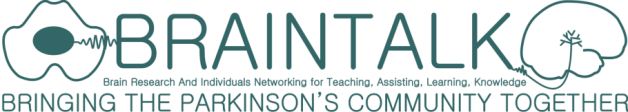 BRAINTALK
Brain Research And Individuals Networking for Teaching, Assisting, Learning, Knowledge
BRINGING THE PARKINSON'S COMMUNITY TOGETHER